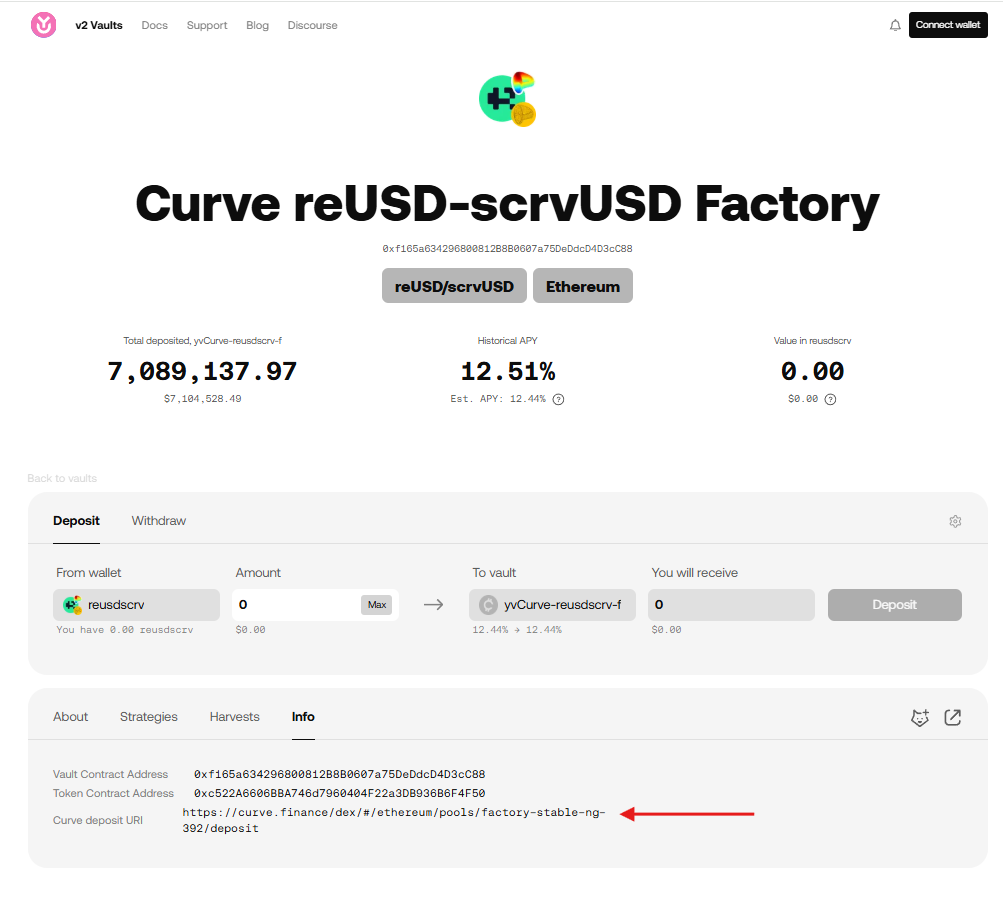 v2 Vaults Docs Support Blog Discourse Connect wallet
Curve reUSD-scrvUSD Factory
0xf165a634296800812B8B0607a75DeDdcD4D3cC88
reUSD/scrvUSD Ethereum
Total deposited, yvCurve-reusdscrv-f Historical APY Value in reusdscrv
7,089,137.97 12.51% 0.00
$7,104,528.49 Est. APY: 12.44% ? $0.00 ?
Back to vaults
Deposit Withdraw
From wallet Amount To vault You will receive
reusdscrv 0 Max → yvCurve-reusdscrv-f 0 Deposit
You have 0.00 reusdscrv $0.00 12.44% → 12.44% $0.00
About Strategies Harvests Info
Vault Contract Address 0xf165a634296800812B8B0607a75DeDdcD4D3cC88
Token Contract Address 0xc522A6606BBA746d7960404F22a3DB936B6F4F50
Curve deposit URI https://curve.finance/dex/#/ethereum/pools/factory-stable-ng-
392/deposit